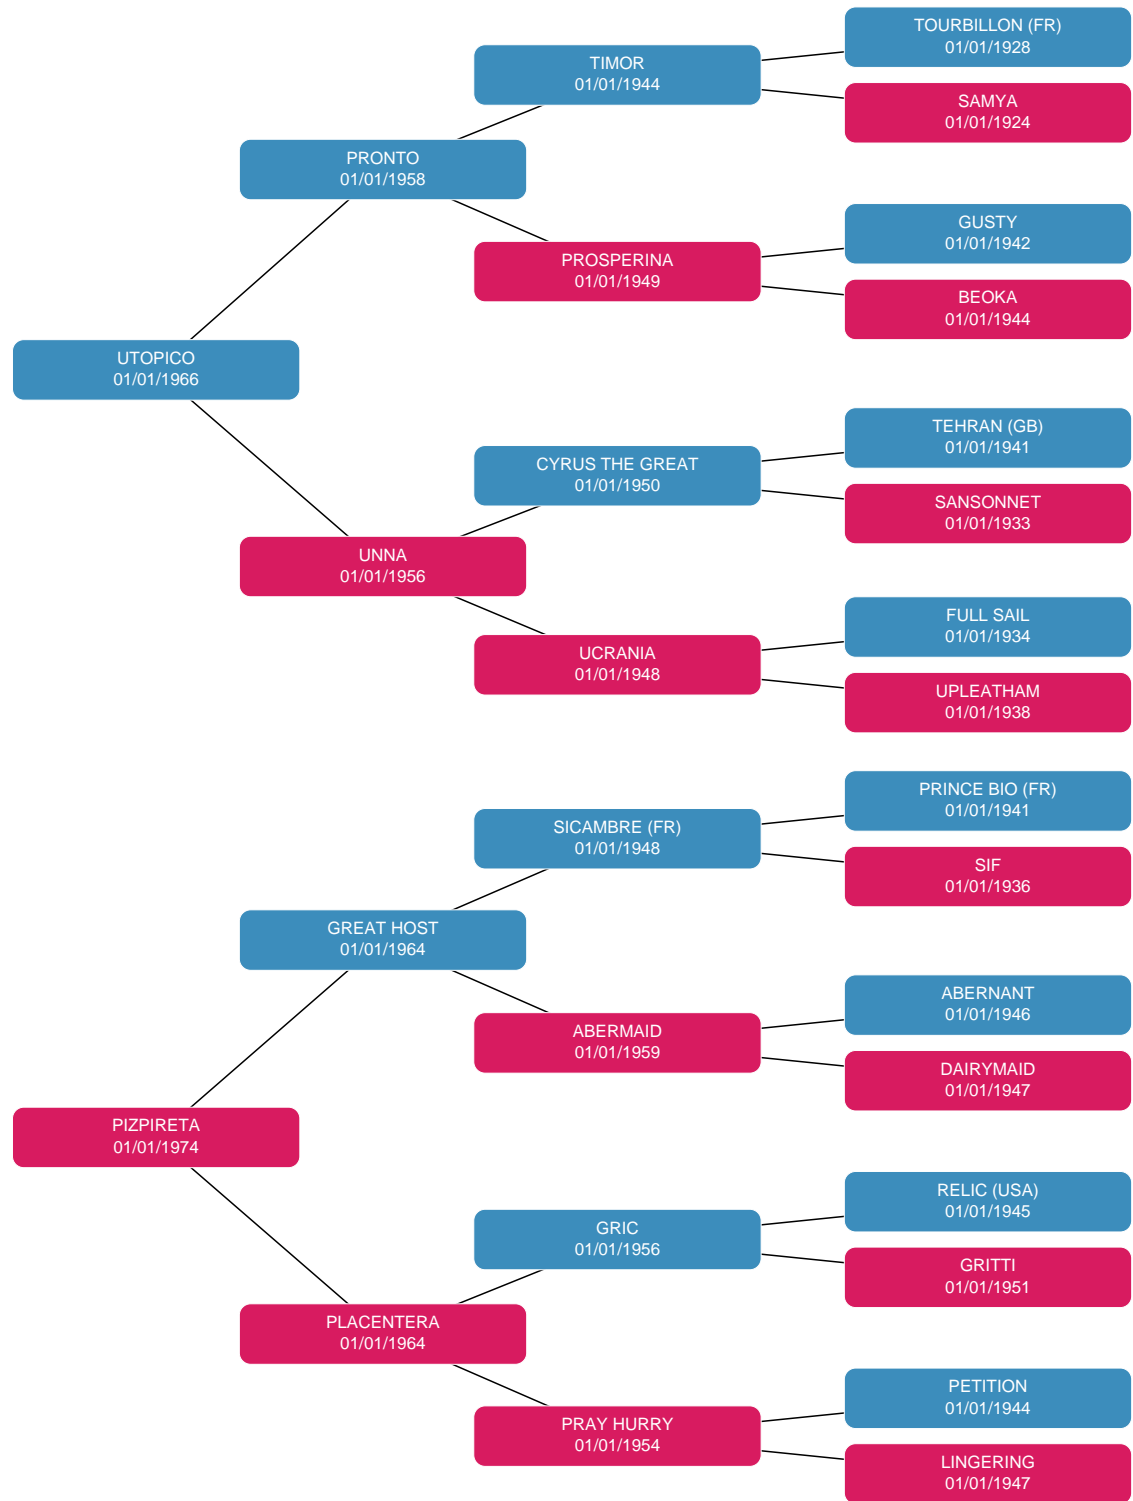 TOURBILLON (FR)
01/01/1928
TIMOR
01/01/1944
SAMYA
01/01/1924
PRONTO
01/01/1958
GUSTY
01/01/1942
PROSPERINA
01/01/1949
BEOKA
01/01/1944
UTOPICO
01/01/1966
TEHRAN (GB)
01/01/1941
CYRUS THE GREAT
01/01/1950
SANSONNET
01/01/1933
UNNA
01/01/1956
FULL SAIL
01/01/1934
UCRANIA
01/01/1948
UPLEATHAM
01/01/1938
PRINCE BIO (FR)
01/01/1941
SICAMBRE (FR)
01/01/1948
SIF
01/01/1936
GREAT HOST
01/01/1964
ABERNANT
01/01/1946
ABERMAID
01/01/1959
DAIRYMAID
01/01/1947
PIZPIRETA
01/01/1974
RELIC (USA)
01/01/1945
GRIC
01/01/1956
GRITTI
01/01/1951
PLACENTERA
01/01/1964
PETITION
01/01/1944
PRAY HURRY
01/01/1954
LINGERING
01/01/1947